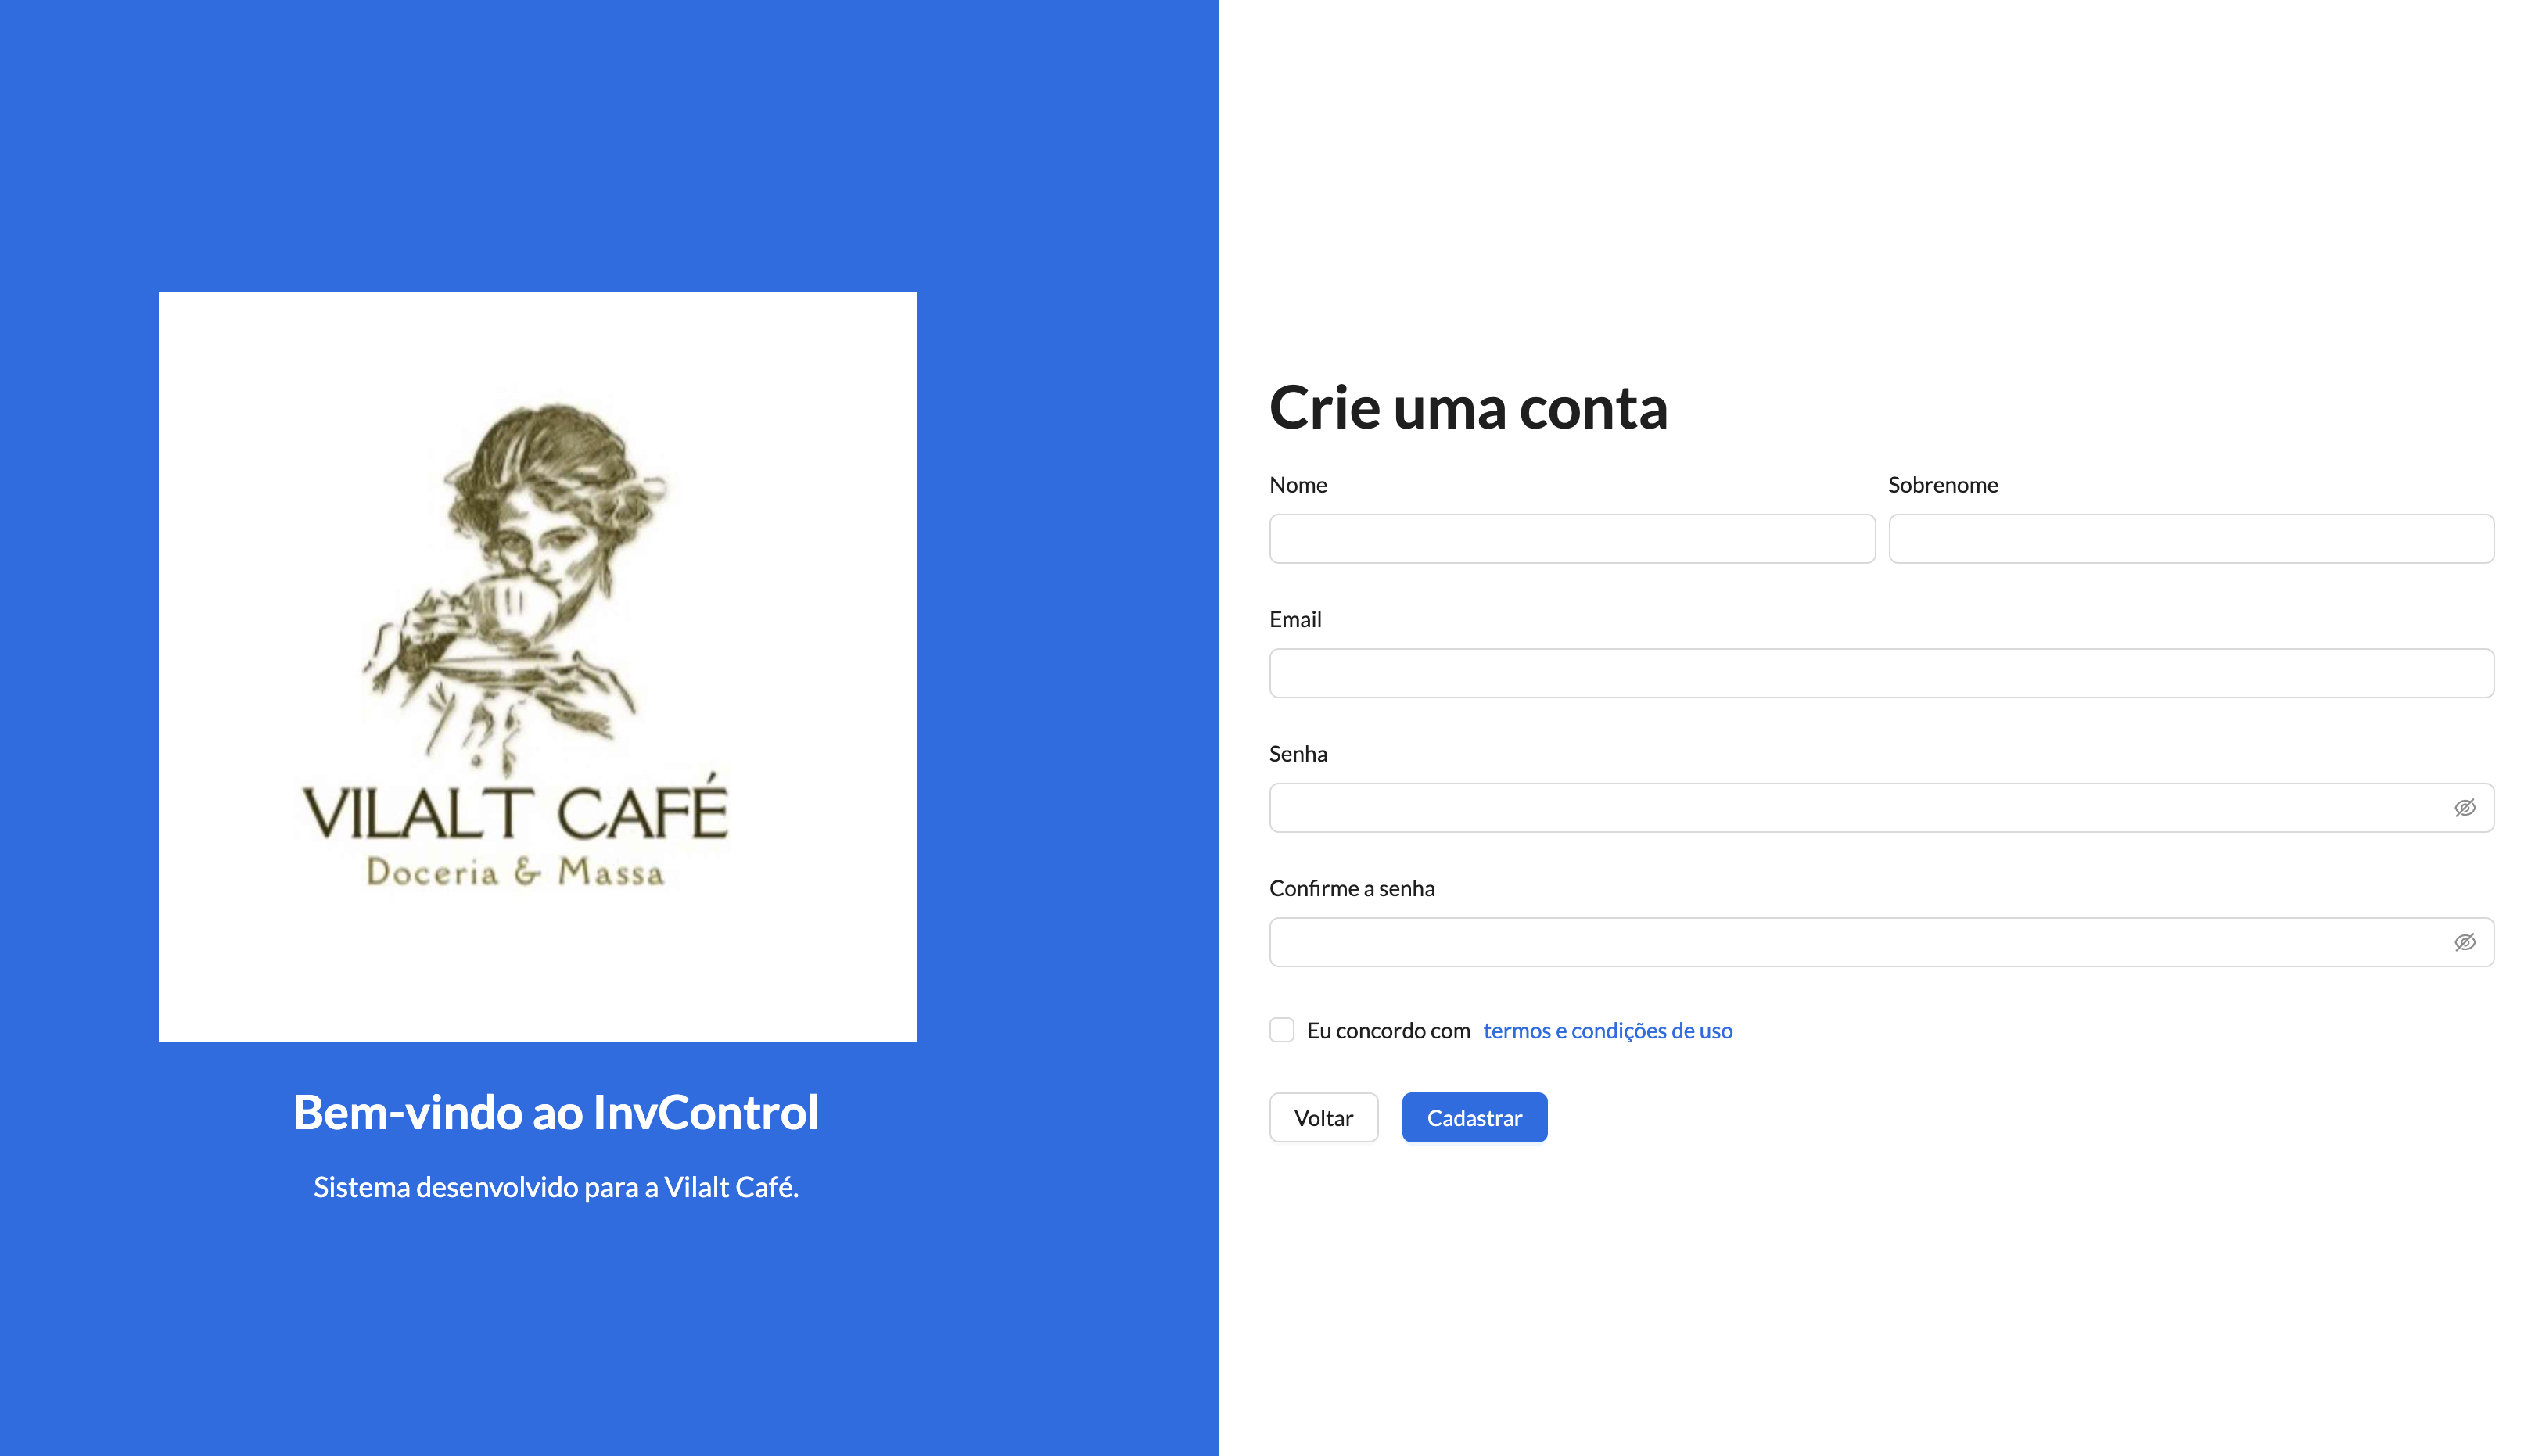 VILALT CAFÉ
Doceria & Massa
Bem-vindo ao InvControl
Sistema desenvolvido para a Vilalt Café.
Crie uma conta
Nome Sobrenome
Email
Senha
Confirme a senha
Eu concordo com termos e condições de uso
Voltar Cadastrar